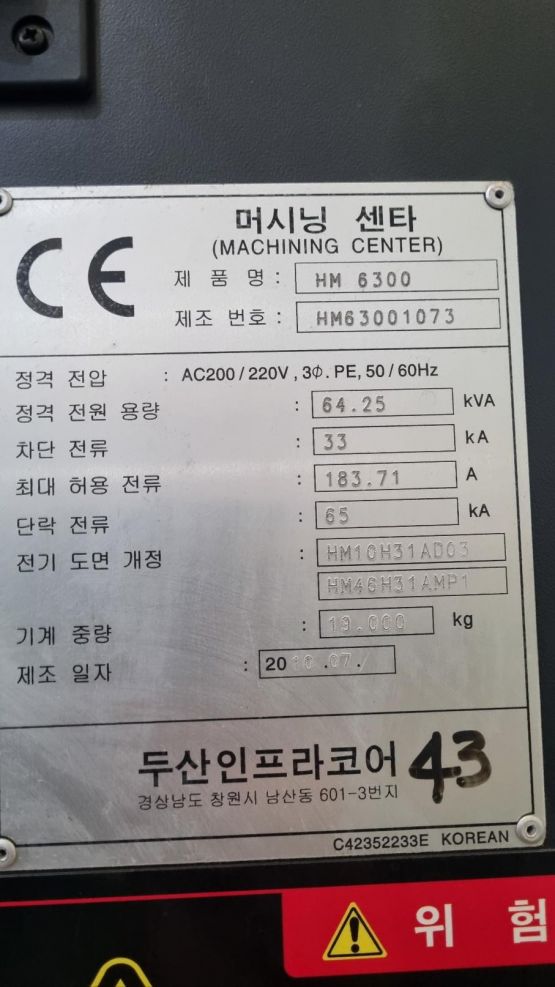 CE
머시닝 센타
(MACHINING CENTER)
제 품 명 : HM 6300
제조 번호 : HM63001073
정격 전압 : AC200 / 220V , 3Φ. PE, 50 / 60Hz
정격 전원 용량 : 64.25 kVA
차단 전류 : 33 kA
최대 허용 전류 : 183.71 A
단락 전류 : 65 kA
전기 도면 개정 : HM10H31AD03
HM46H31AMP1
기계 중량 : 19.000 kg
제조 일자 : 2010.07.
두산인프라코어 43
경상남도 창원시 남산동 601-3번지
C42352233E KOREAN
위 험